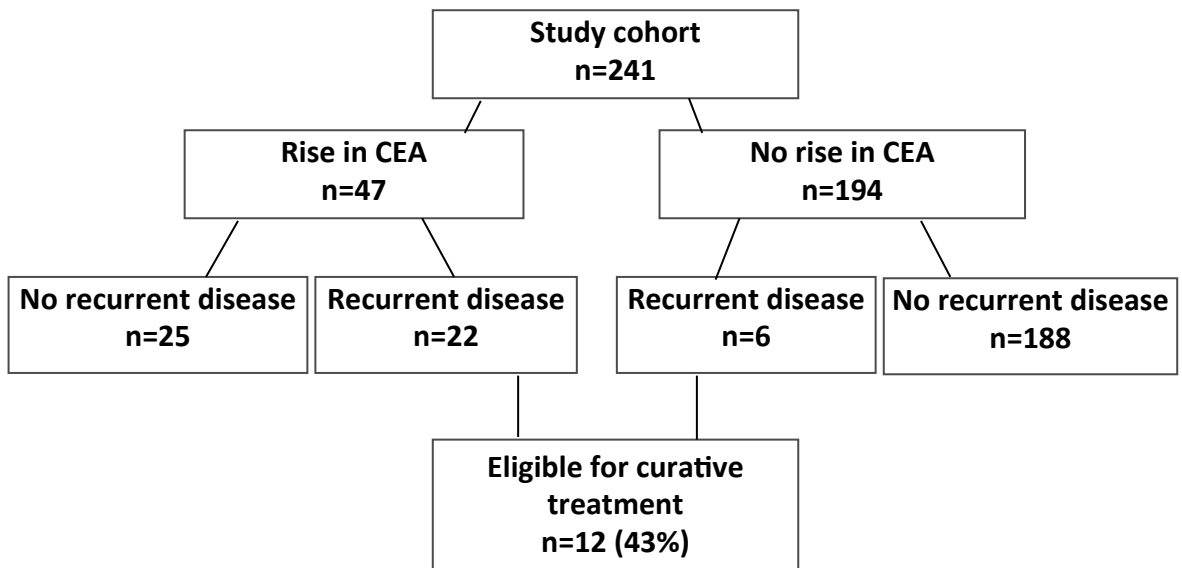 Study cohort
n=241
Rise in CEA
n=47
No rise in CEA
n=194
No recurrent disease
n=25
Recurrent disease
n=22
Recurrent disease
n=6
No recurrent disease
n=188
Eligible for curative
treatment
n=12 (43%)